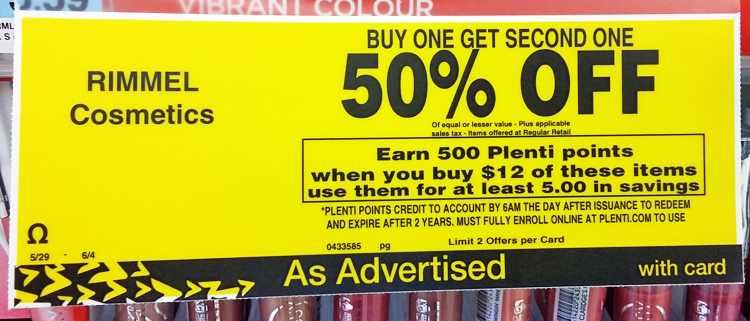 5.59
VIBRANT COLOUR
RIMMEL
Cosmetics
BUY ONE GET SECOND ONE
50% OFF
Of equal or lesser value - Plus applicable
sales tax - Items offered at Regular Retail
Earn 500 Plenti points
when you buy $12 of these items
use them for at least 5.00 in savings
*PLENTI POINTS CREDIT TO ACCOUNT BY 6AM THE DAY AFTER ISSUANCE TO REDEEM
AND EXPIRE AFTER 2 YEARS. MUST FULLY ENROLL ONLINE AT PLENTI.COM TO USE
Ω
5/29 - 6/4
0433585 pg Limit 2 Offers per Card
As Advertised
with card